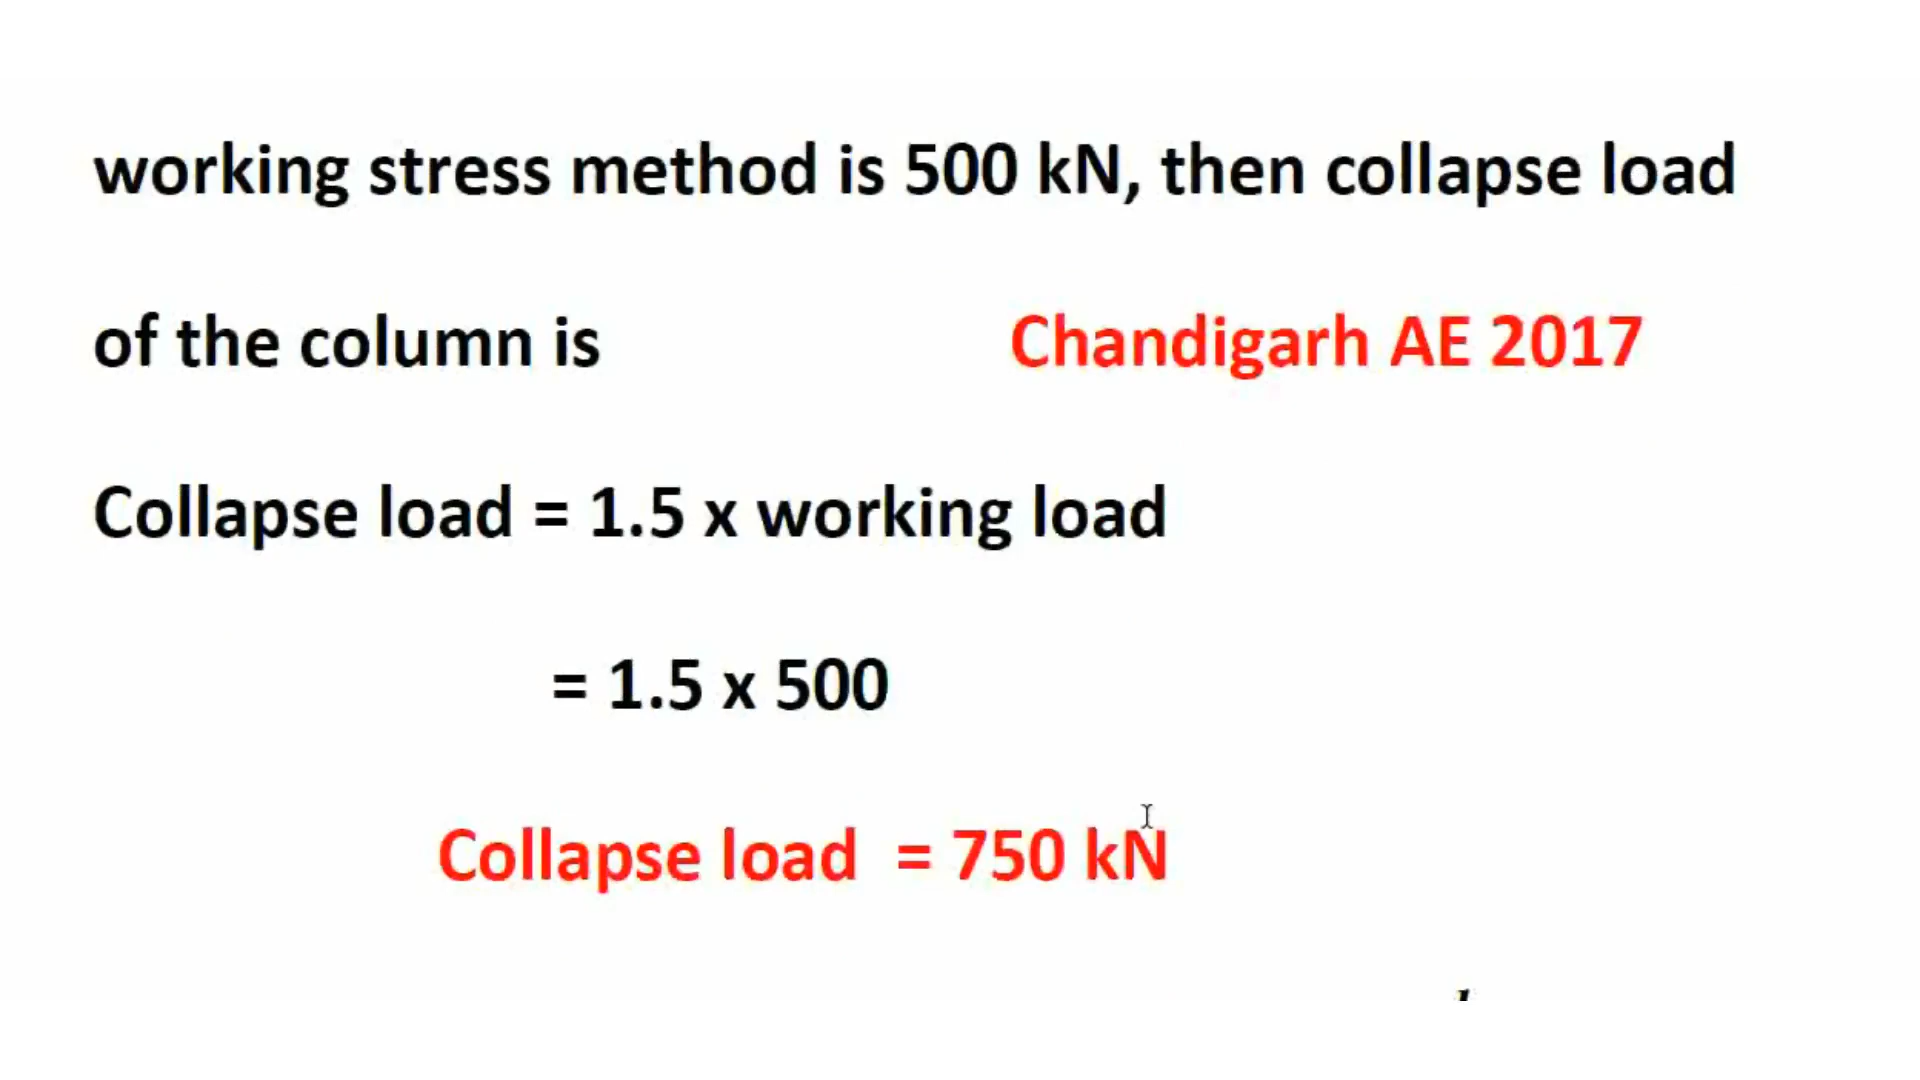 working stress method is 500 kN, then collapse load
of the column is Chandigarh AE 2017
Collapse load = 1.5 x working load
= 1.5 x 500
Collapse load = 750 kN